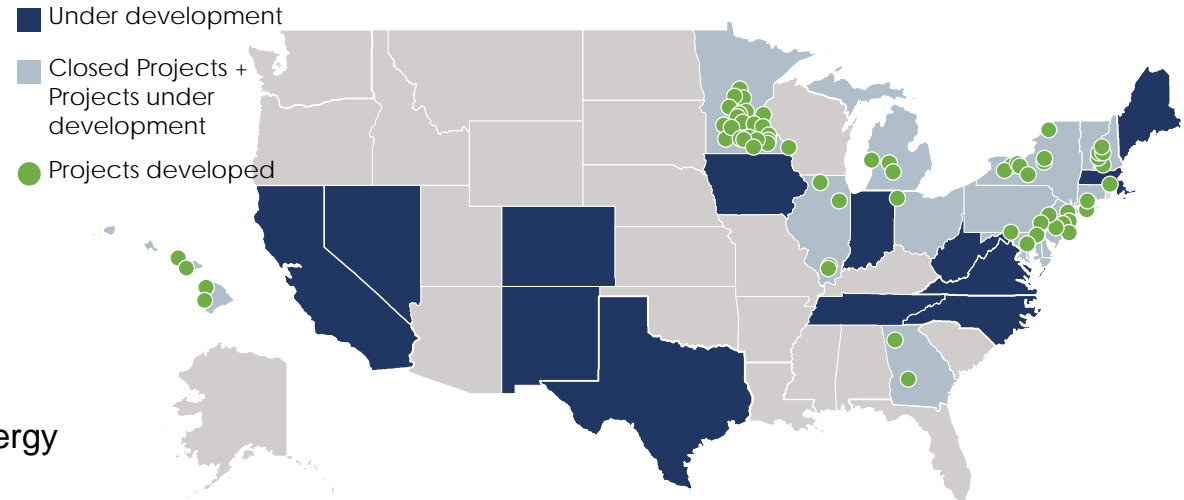 Under development
Closed Projects +
Projects under
development
Projects developed
ergy